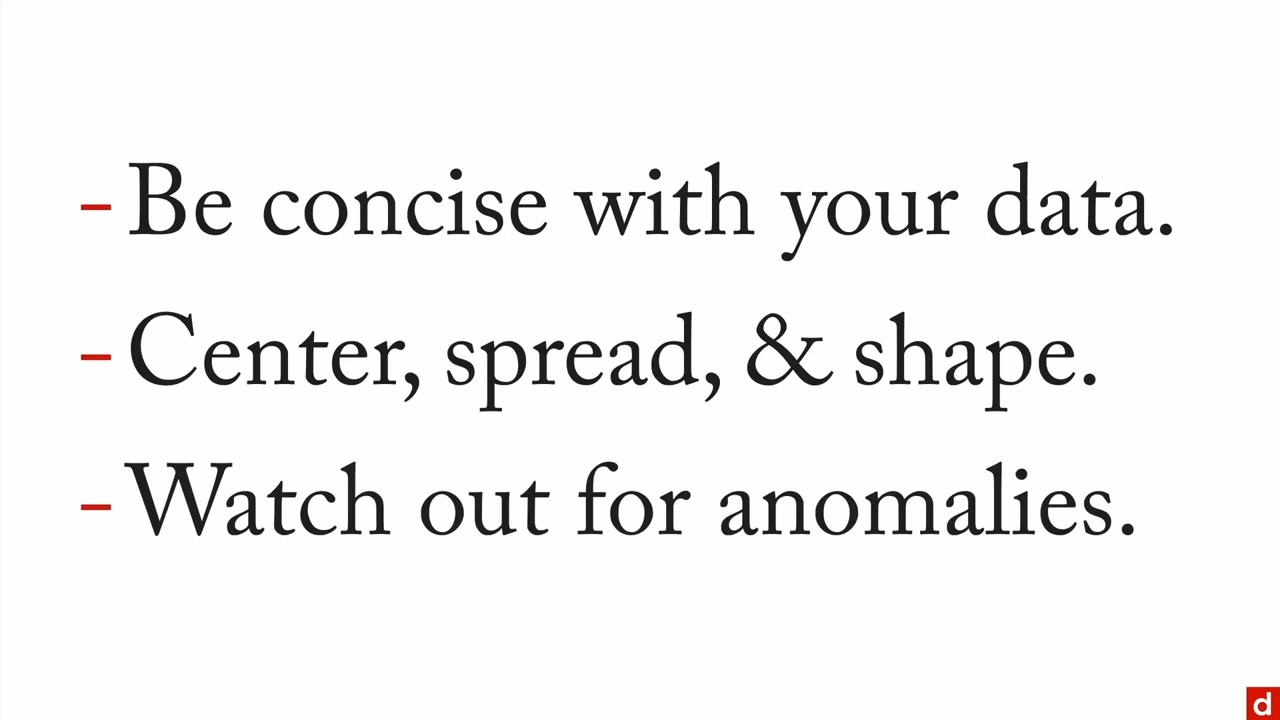 - Be concise with your data.
- Center, spread, & shape.
- Watch out for anomalies.
d